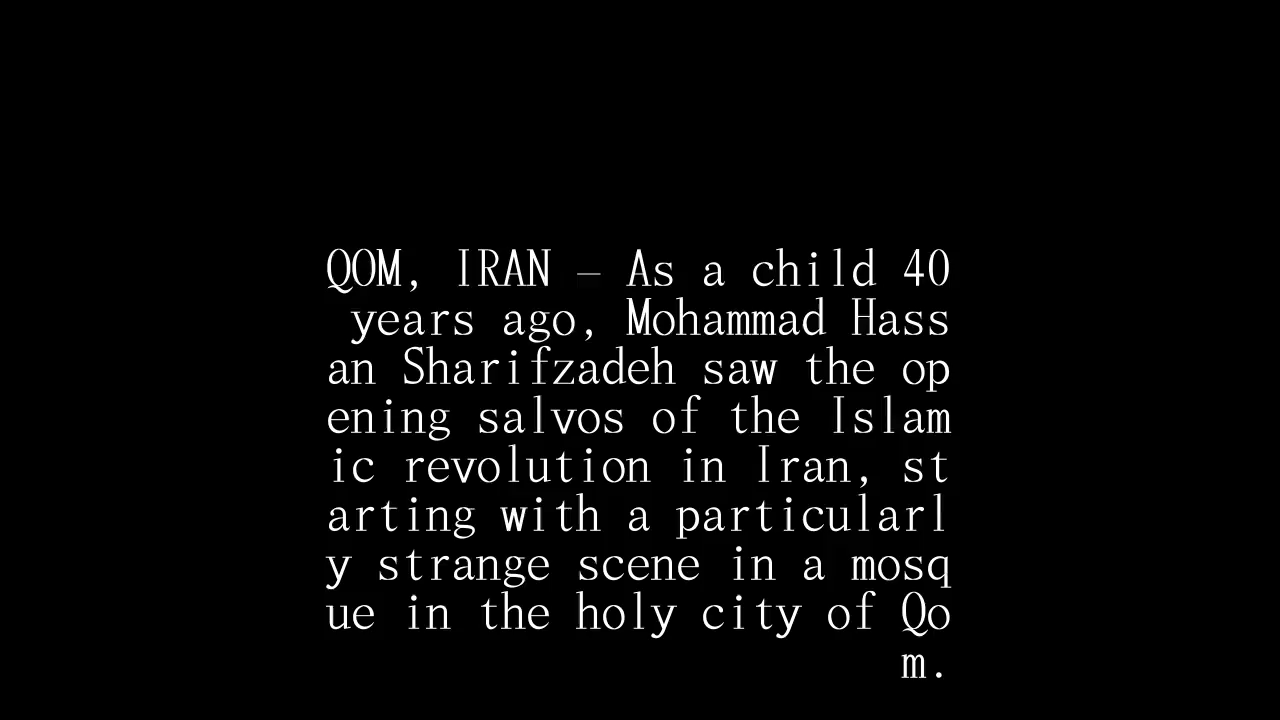 QOM, IRAN – As a child 40
years ago, Mohammad Hass
an Sharifzadeh saw the op
ening salvos of the Islam
ic revolution in Iran, st
arting with a particularl
y strange scene in a mosq
ue in the holy city of Qo
m.